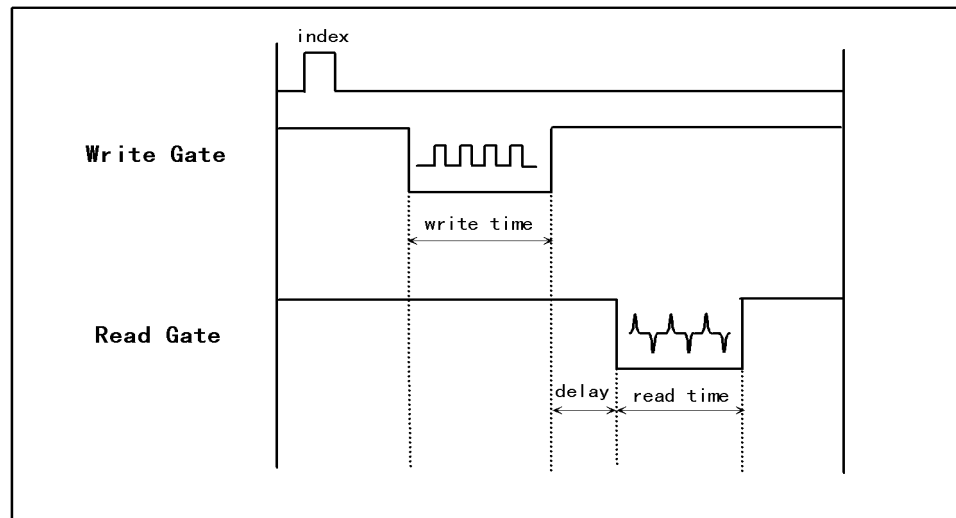 index
Write Gate
write time
Read Gate
delay
read time